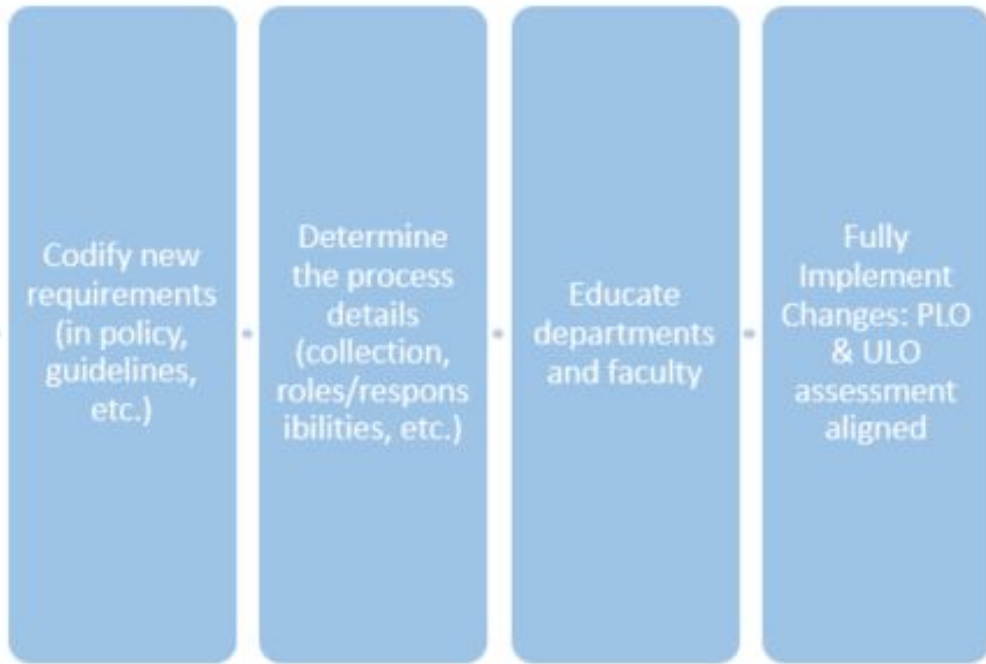 Codify new
requirements
(in policy,
guidelines,
etc.)
Determine
the process
details
(collection,
roles/respons
ibilities, etc.)
Educate
departments
and faculty
Fully
Implement
Changes: PLO
& ULO
assessment
aligned